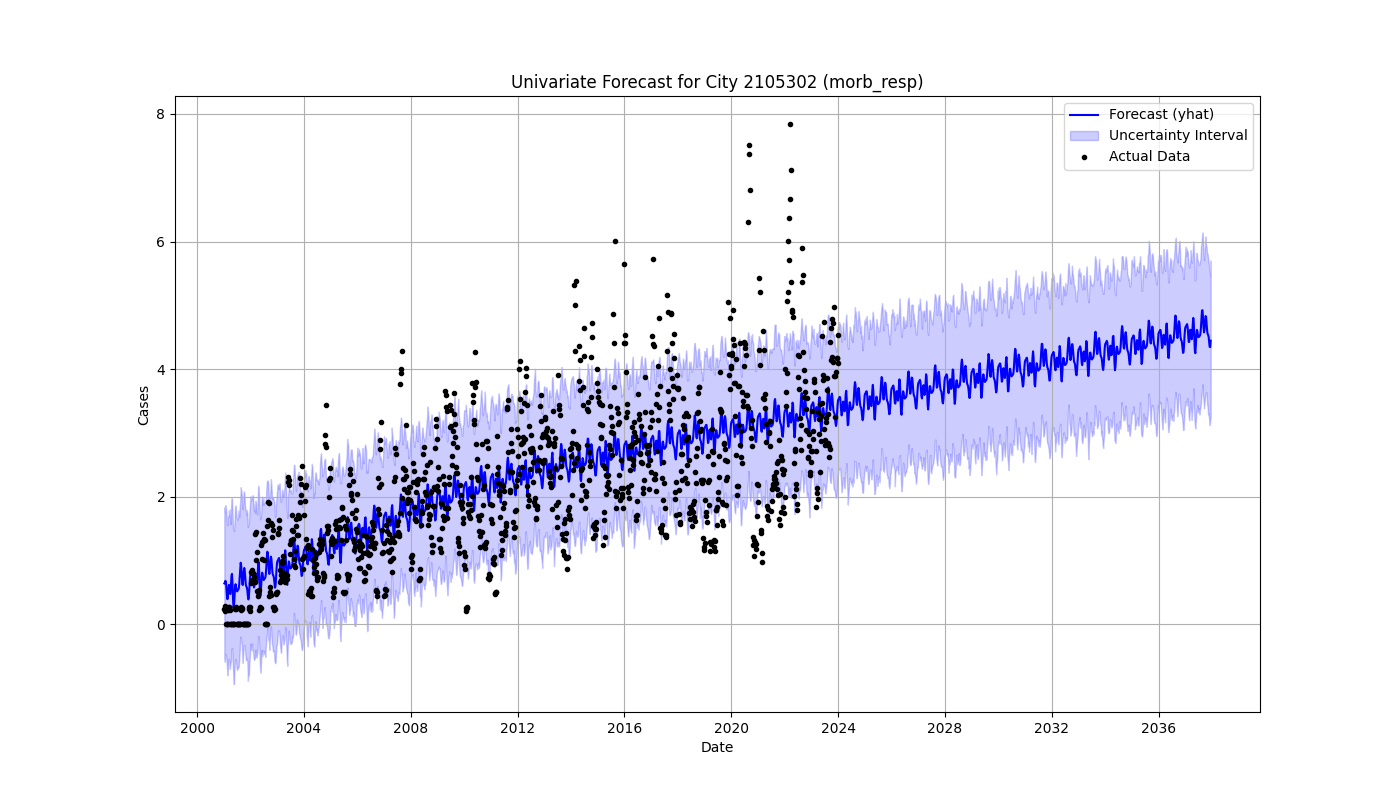 Univariate Forecast for City 2105302 (morb_resp)
Forecast (yhat)
Uncertainty Interval
Actual Data
Cases
8
6
4
2
0
2000 2004 2008 2012 2016 2020 2024 2028 2032 2036
Date